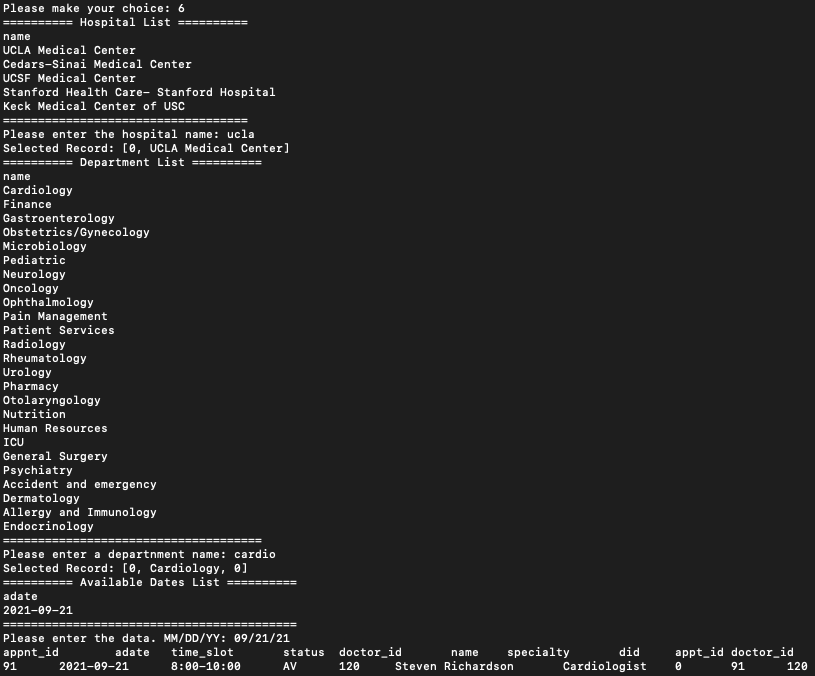 Please make your choice: 6
========== Hospital List ==========
name
UCLA Medical Center
Cedars-Sinai Medical Center
UCSF Medical Center
Stanford Health Care- Stanford Hospital
Keck Medical Center of USC
===================================
Please enter the hospital name: ucla
Selected Record: [0, UCLA Medical Center]
========== Department List ==========
name
Cardiology
Finance
Gastroenterology
Obstetrics/Gynecology
Microbiology
Pediatric
Neurology
Oncology
Ophthalmology
Pain Management
Patient Services
Radiology
Rheumatology
Urology
Pharmacy
Otolaryngology
Nutrition
Human Resources
ICU
General Surgery
Psychiatry
Accident and emergency
Dermatology
Allergy and Immunology
Endocrinology
=====================================
Please enter a departnment name: cardio
Selected Record: [0, Cardiology, 0]
========== Available Dates List ==========
adate
2021-09-21
==========================================
Please enter the data. MM/DD/YY: 09/21/21
appnt_id adate time_slot status doctor_id name specialty did appt_id doctor_id
91 2021-09-21 8:00-10:00 AV 120 Steven Richardson Cardiologist 0 91 120